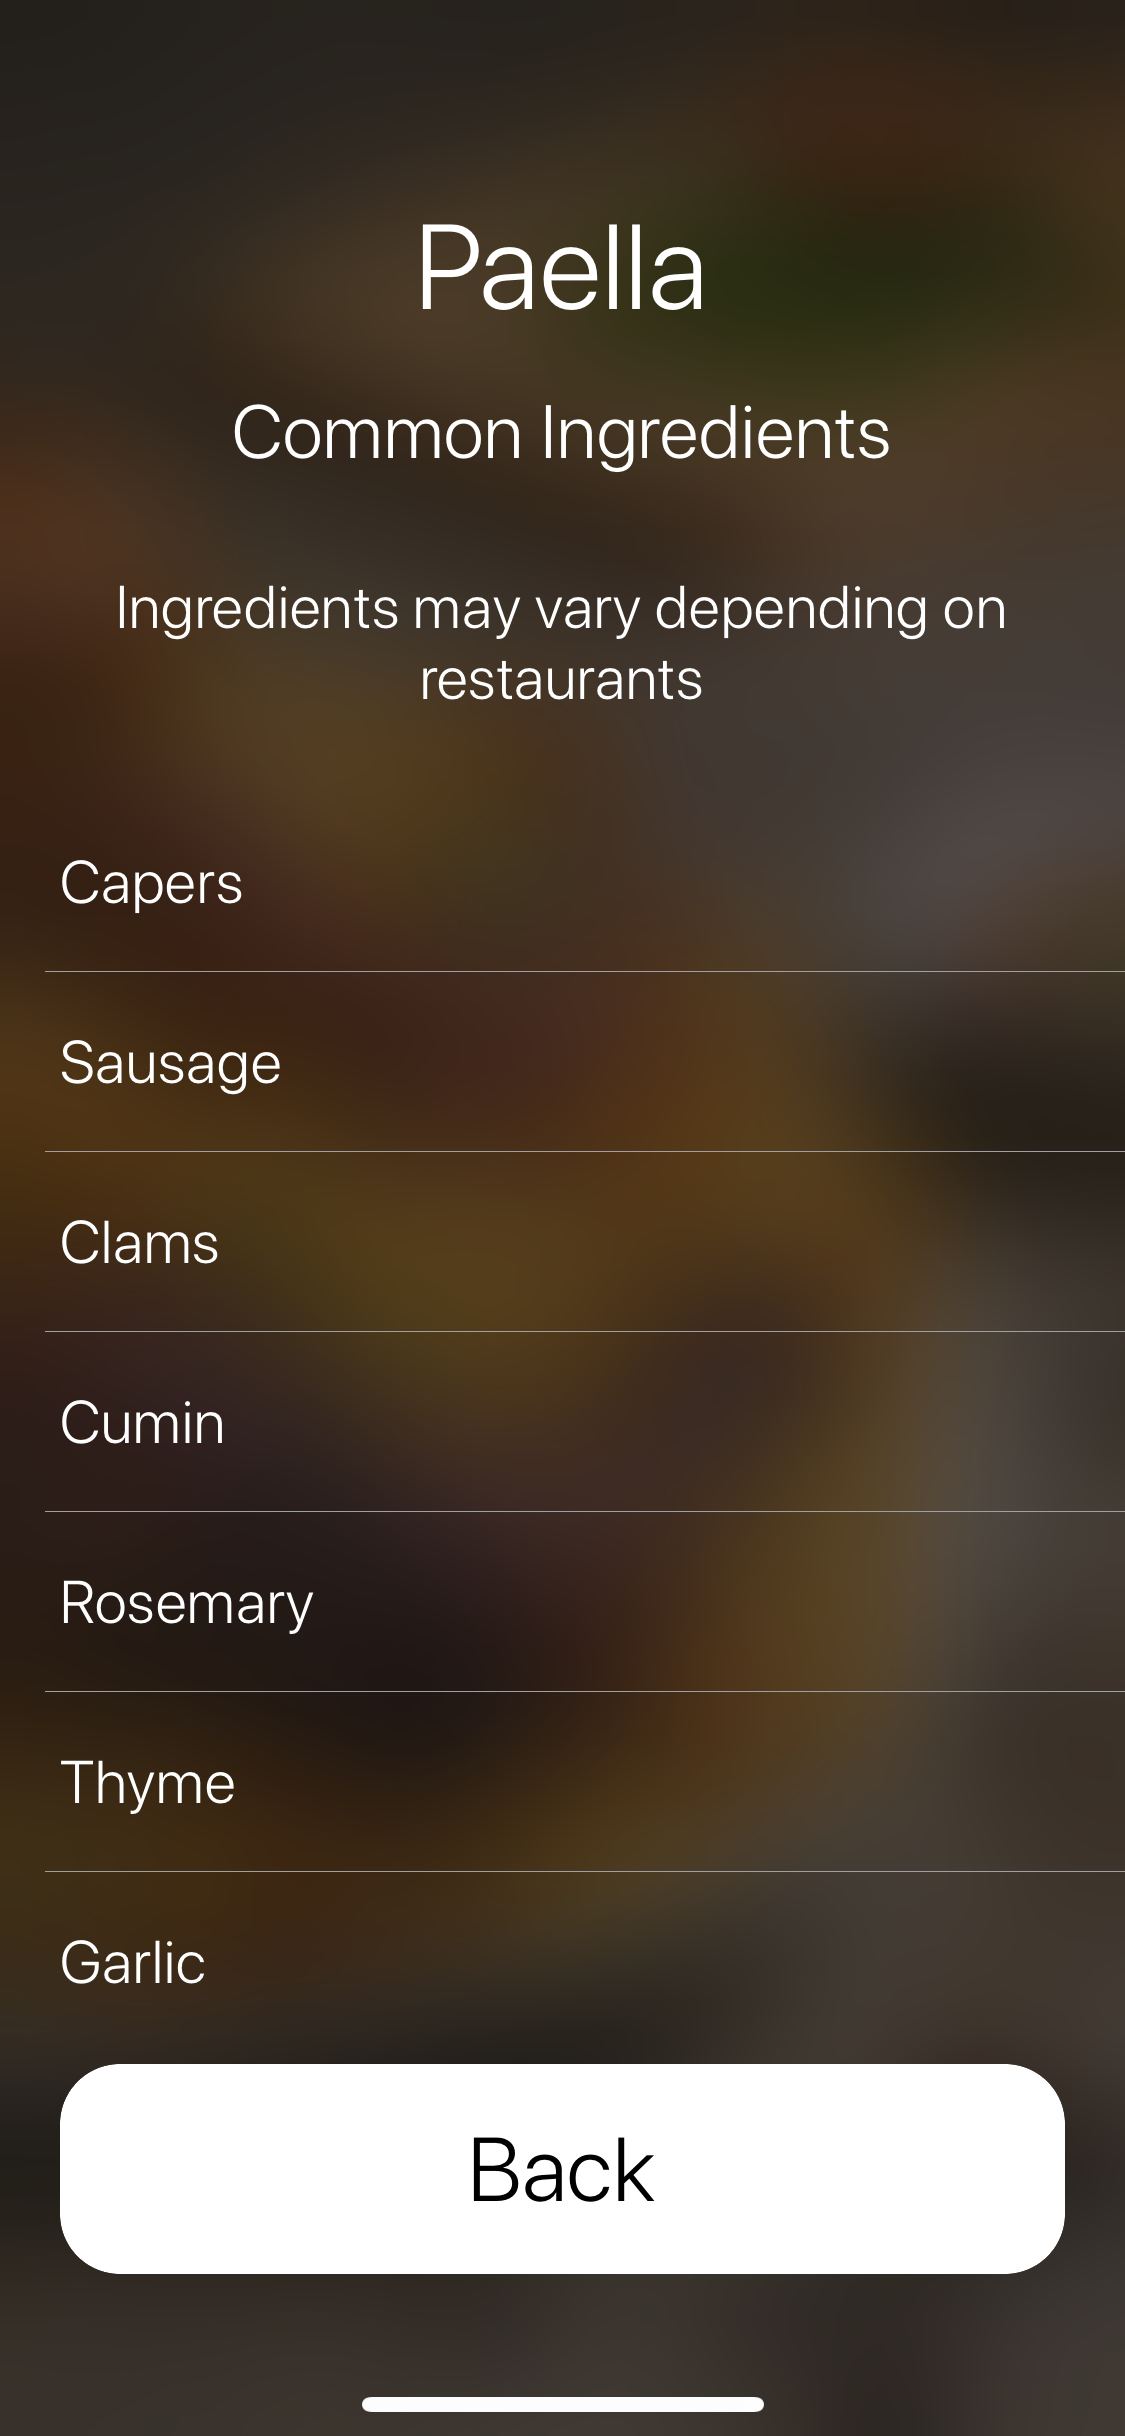 Paella
Common Ingredients
Ingredients may vary depending on
restaurants
Capers
Sausage
Clams
Cumin
Rosemary
Thyme
Garlic
Back